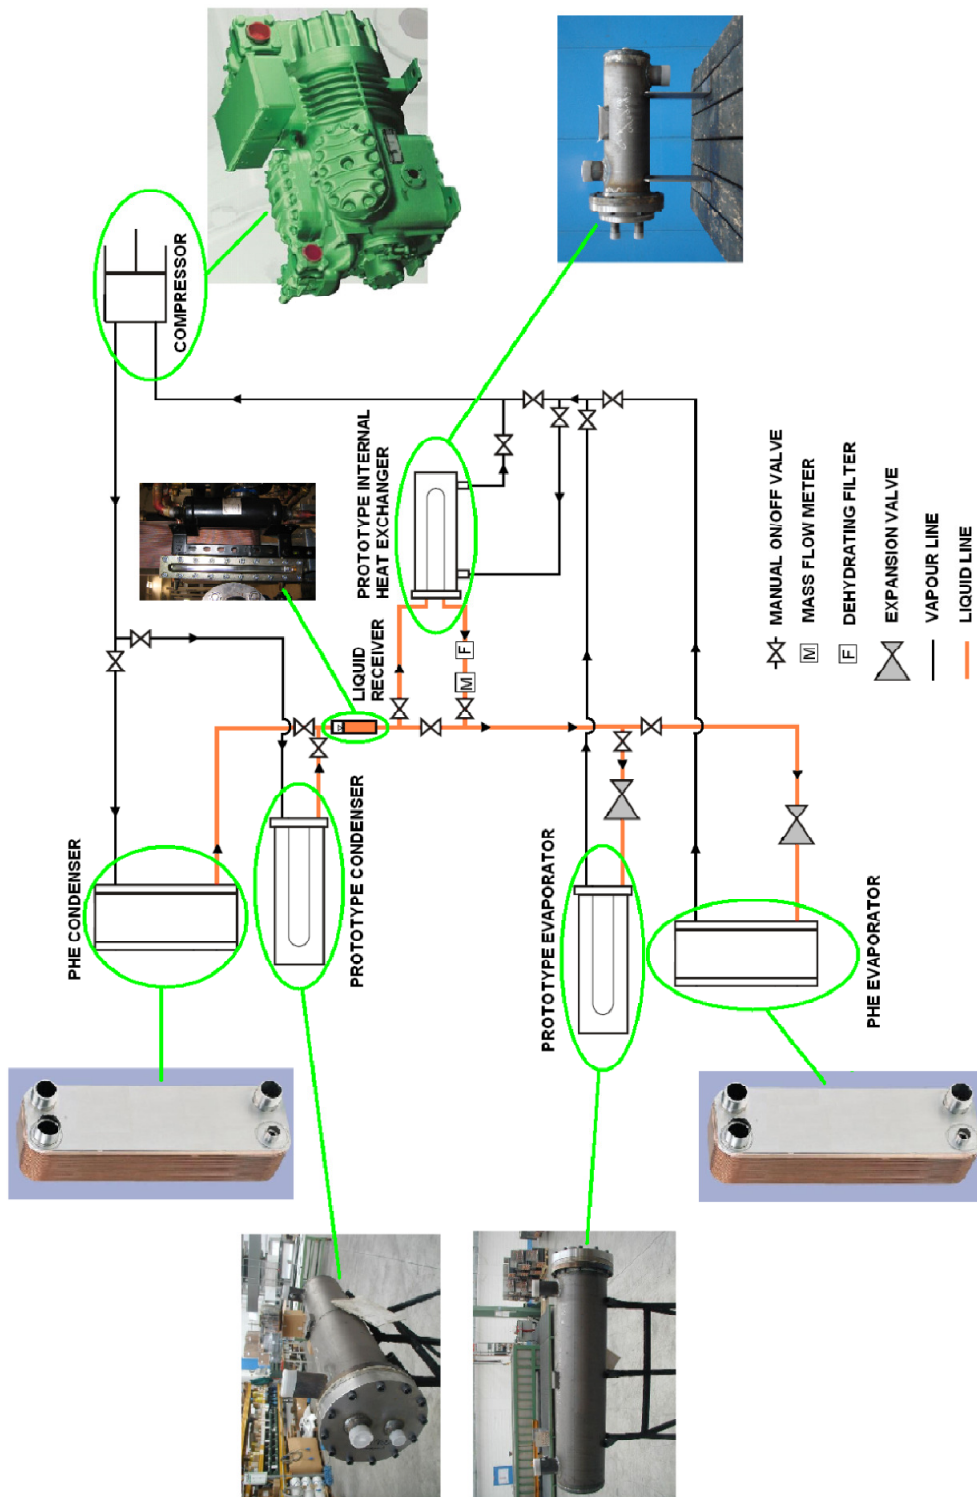 COMPRESSOR
PHE CONDENSER
PROTOTYPE CONDENSER
LIQUID
RECEIVER
PROTOTYPE INTERNAL
HEAT EXCHANGER
F
M
PROTOTYPE EVAPORATOR
PHE EVAPORATOR
MANUAL ON/OFF VALVE
M
MASS FLOW METER
F
DEHYDRATING FILTER
EXPANSION VALVE
VAPOUR LINE
LIQUID LINE